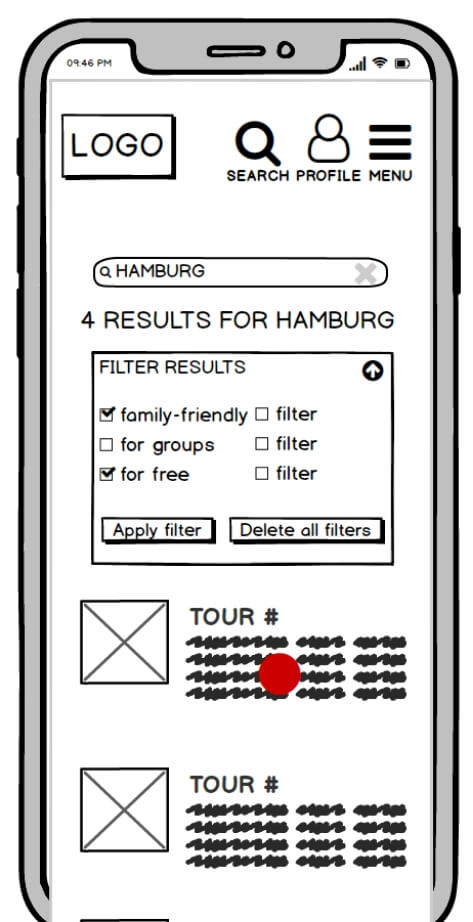 09:46 PM
LOGO
SEARCH PROFILE MENU
HAMBURG
4 RESULTS FOR HAMBURG
FILTER RESULTS
family-friendly filter
for groups filter
for free filter
Apply filter Delete all filters
TOUR #
TOUR #